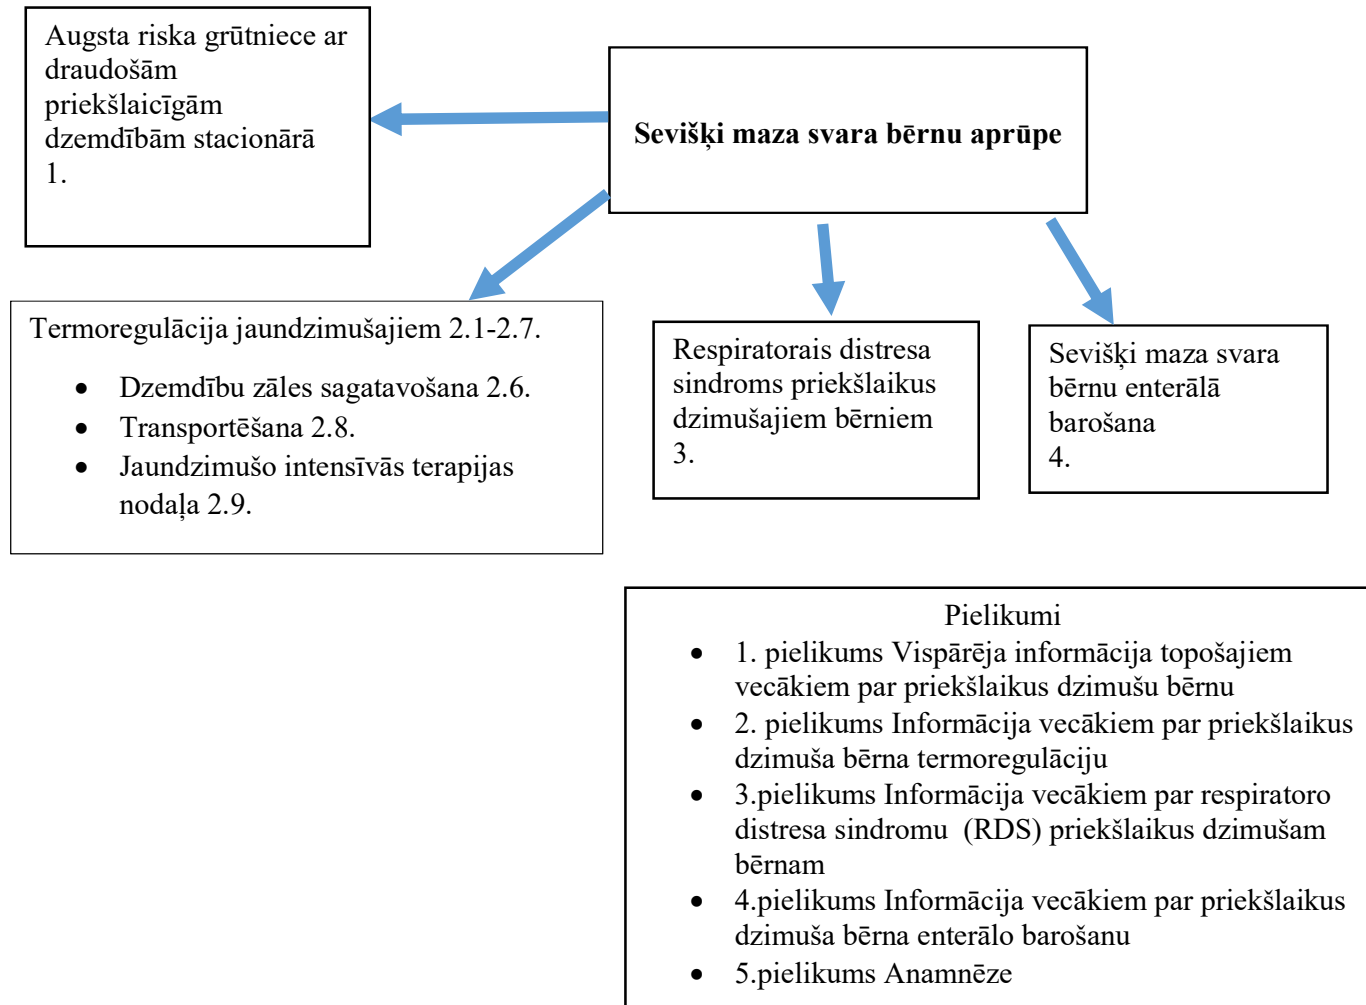 Augsta riska grūtniece ar
draudošām
priekšlaicīgām
dzemdībām stacionārā
1.
Sevišķi maza svara bērnu aprūpe
Termoregulācija jaundzimušajiem 2.1-2.7.
• Dzemdību zāles sagatavošana 2.6.
• Transportēšana 2.8.
• Jaundzimušo intensīvās terapijas
nodaļa 2.9.
Respiratorais distresa
sindroms priekšlaikus
dzimušajiem bērniem
3.
Sevišķi maza svara
bērnu enterālā
barošana
4.
Pielikumi
• 1. pielikums Vispārēja informācija topošajiem
vecākiem par priekšlaikus dzimušu bērnu
• 2. pielikums Informācija vecākiem par priekšlaikus
dzimuša bērna termoregulāciju
• 3.pielikums Informācija vecākiem par respiratoro
distresa sindromu (RDS) priekšlaikus dzimušam
bērnam
• 4.pielikums Informācija vecākiem par priekšlaikus
dzimuša bērna enterālo barošanu
• 5.pielikums Anamnēze